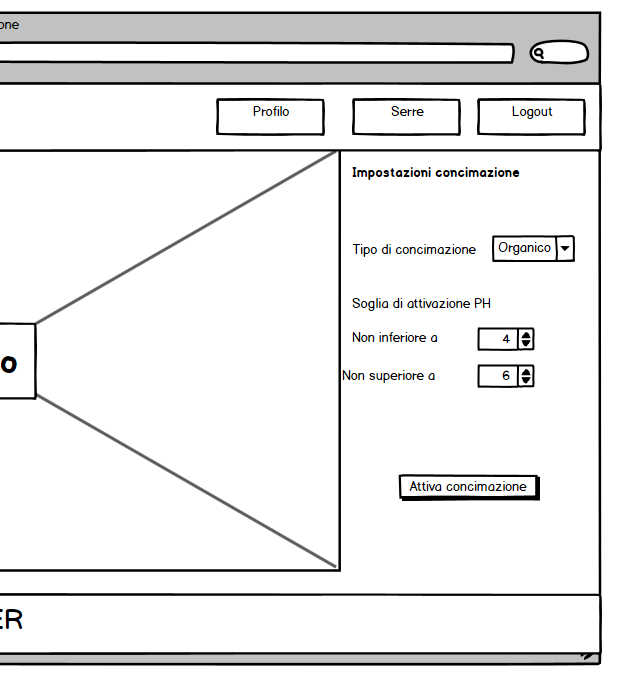 one
Profilo
Serre
Logout
Impostazioni concimazione
Tipo di concimazione
Organico
Soglia di attivazione PH
Non inferiore a
4
Non superiore a
6
o
Attiva concimazione
ER